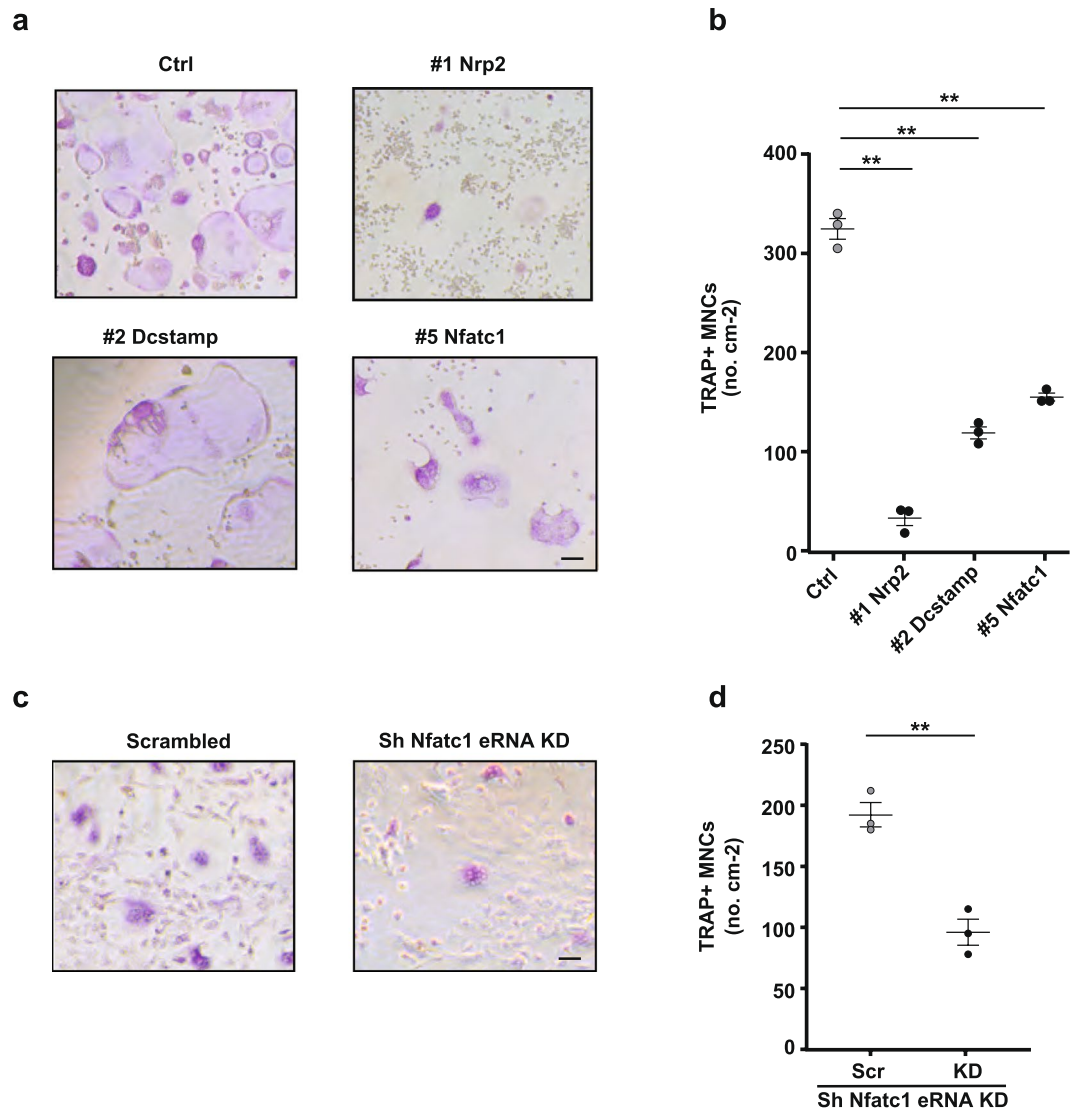 a
Ctrl
#1 Nrp2
#2 Dcstamp
#5 Nfatc1
b
**
**
**
400
300
200
100
0
TRAP+ MNCs
(no. cm-2)
Ctrl
#1 Nrp2
#2 Dcstamp
#5 Nfatc1
c
Scrambled
Sh Nfatc1 eRNA KD
d
**
250
200
150
100
50
0
TRAP+ MNCs
(no. cm-2)
Scr
KD
Sh Nfatc1 eRNA KD